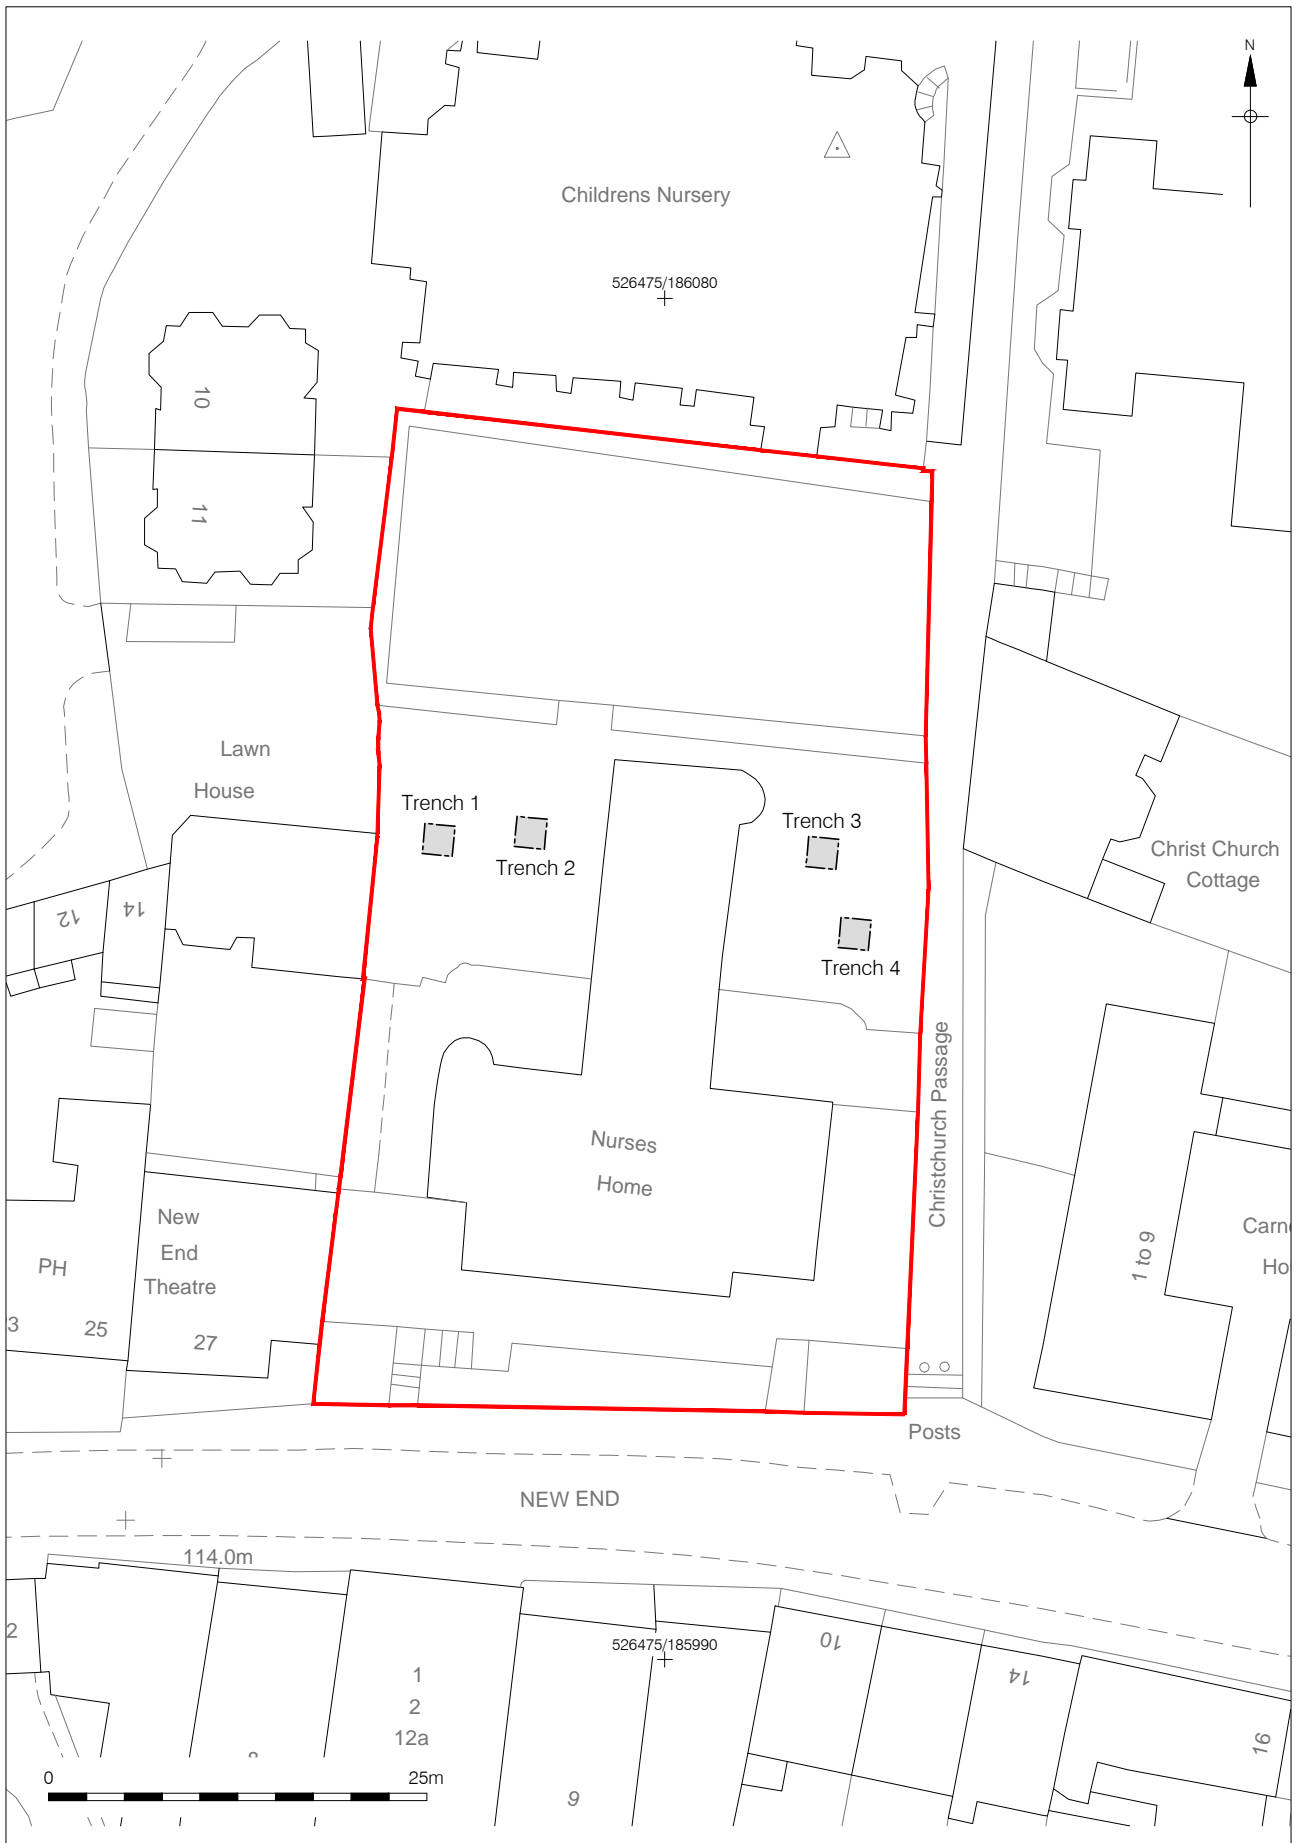 N
Childrens Nursery
526475/186080
10
11
Lawn
House
Trench 1
Trench 2
Trench 3
Trench 4
Christ Church
Cottage
12
14
Christchurch Passage
Nurses
Home
New
End
Theatre
PH
3
25
27
1 to 9
Carn
Ho
Posts
NEW END
114.0m
2
526475/185990
10
14
1
2
12a
16
9
0
25m